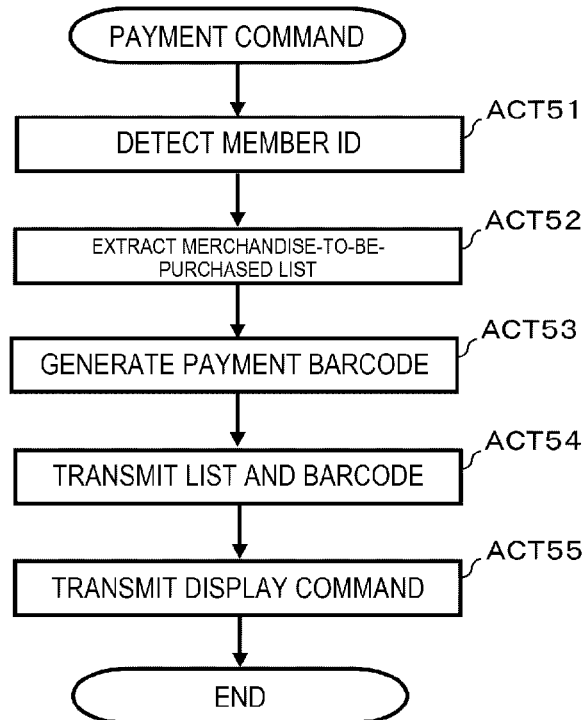 PAYMENT COMMAND
ACT51
DETECT MEMBER ID
ACT52
EXTRACT MERCHANDISE-TO-BE-
PURCHASED LIST
ACT53
GENERATE PAYMENT BARCODE
ACT54
TRANSMIT LIST AND BARCODE
ACT55
TRANSMIT DISPLAY COMMAND
END